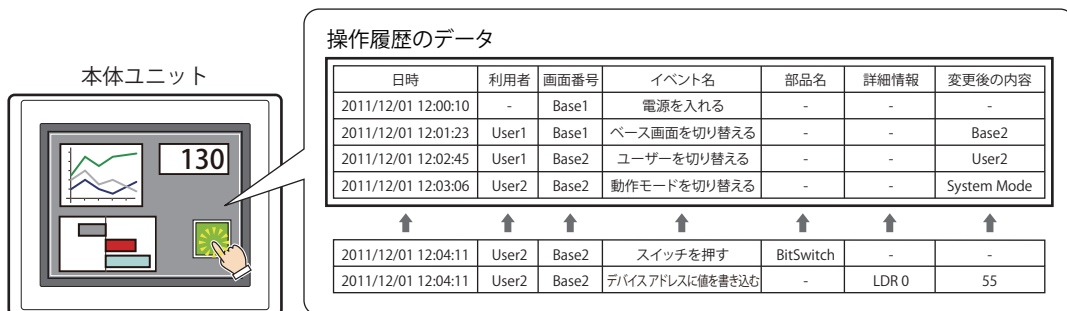 操作履歴のデータ
本体ユニット
130
日時 利用者 画面番号 イベント名 部品名 詳細情報 変更後の内容
2011/12/01 12:00:10 - Base1 電源を入れる - - -
2011/12/01 12:01:23 User1 Base1 ベース画面を切り替える - - Base2
2011/12/01 12:02:45 User1 Base2 ユーザーを切り替える - - User2
2011/12/01 12:03:06 User2 Base2 動作モードを切り替える - - System Mode
2011/12/01 12:04:11 User2 Base2 スイッチを押す BitSwitch - -
2011/12/01 12:04:11 User2 Base2 デバイスアドレスに値を書き込む - LDR 0 55